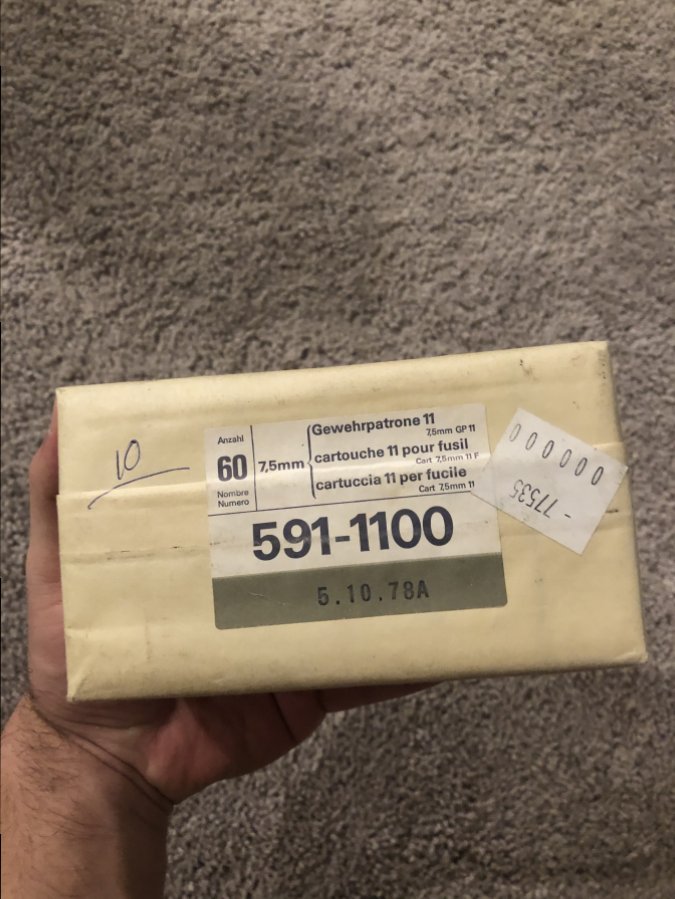 10
Anzahl
60
Nombre
Numero
7,5mm
Gewehrpatrone 11
7,5mm GP 11
cartouche 11 pour fusil
Cart 7,5mm 11 F
cartuccia 11 per fucile
Cart 7,5mm 11
591-1100
5.10.78A
000000
-77535